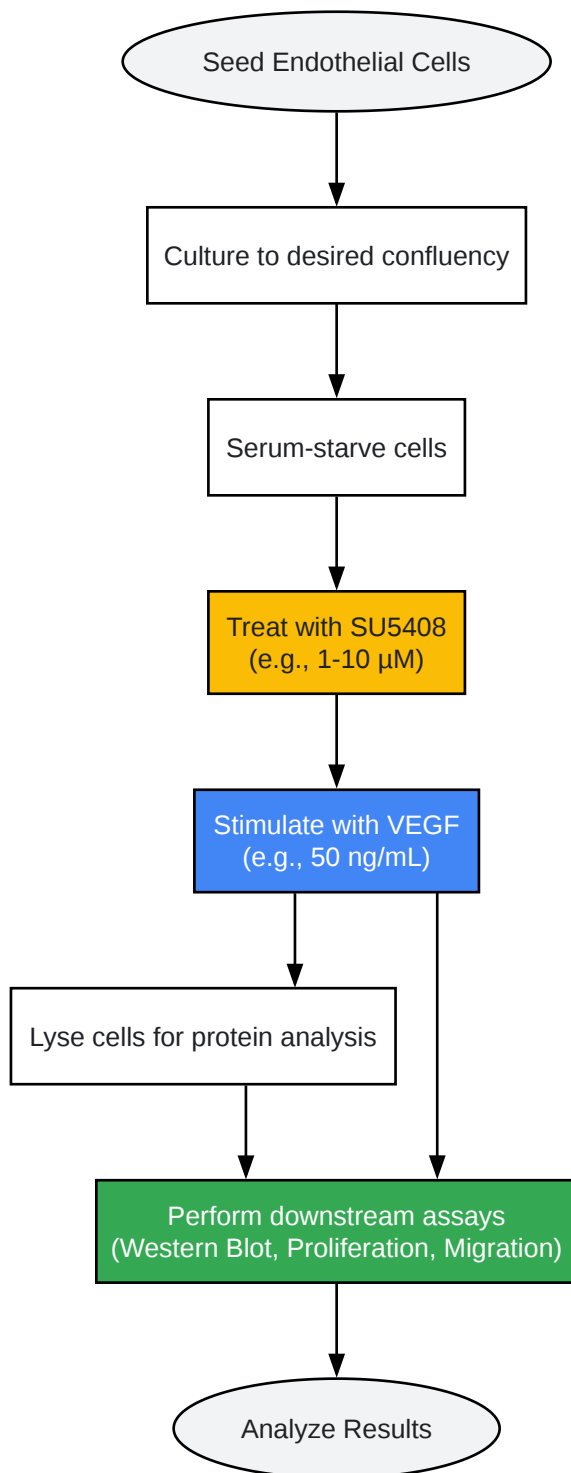 Seed Endothelial Cells
Culture to desired confluency
Serum-starve cells
Treat with SU5408
(e.g., 1-10 µM)
Stimulate with VEGF
(e.g., 50 ng/mL)
Lyse cells for protein analysis
Perform downstream assays
(Western Blot, Proliferation, Migration)
Analyze Results